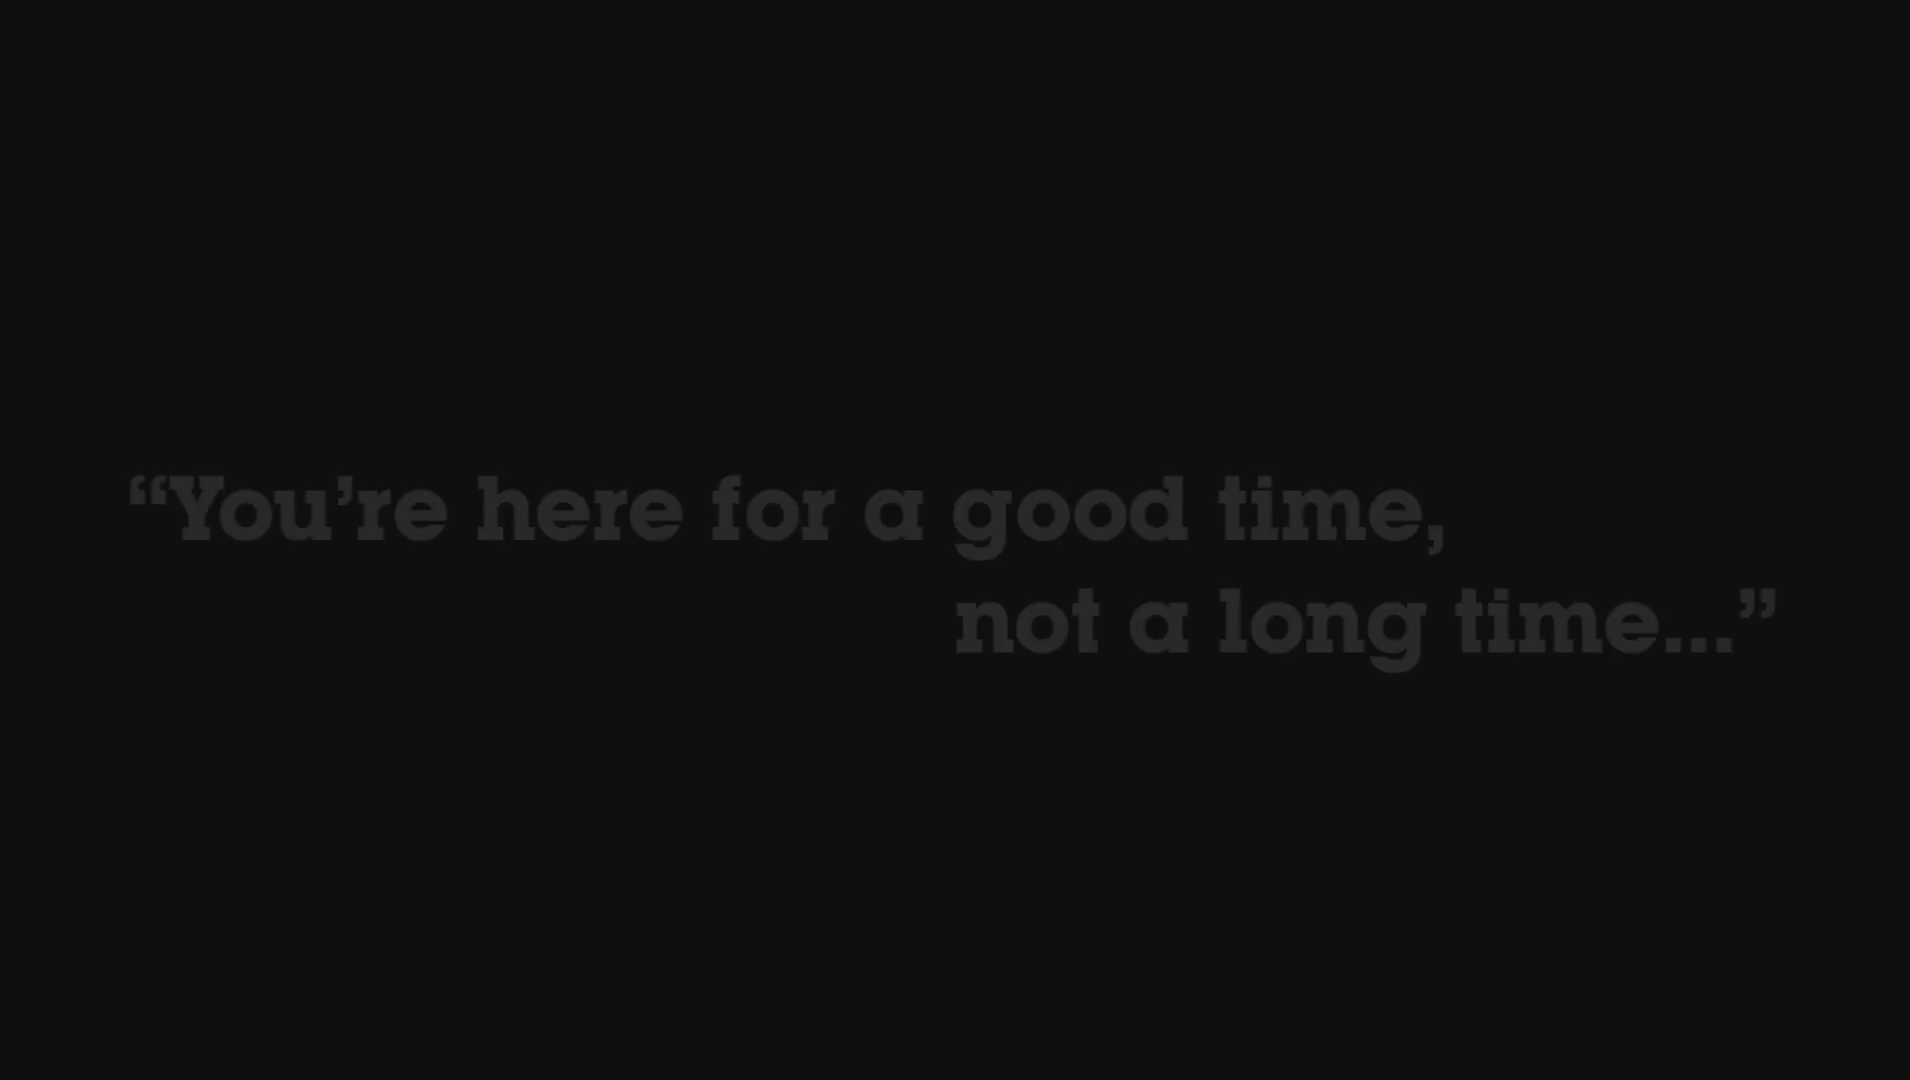 “You’re here for a good time,
not a long time...”